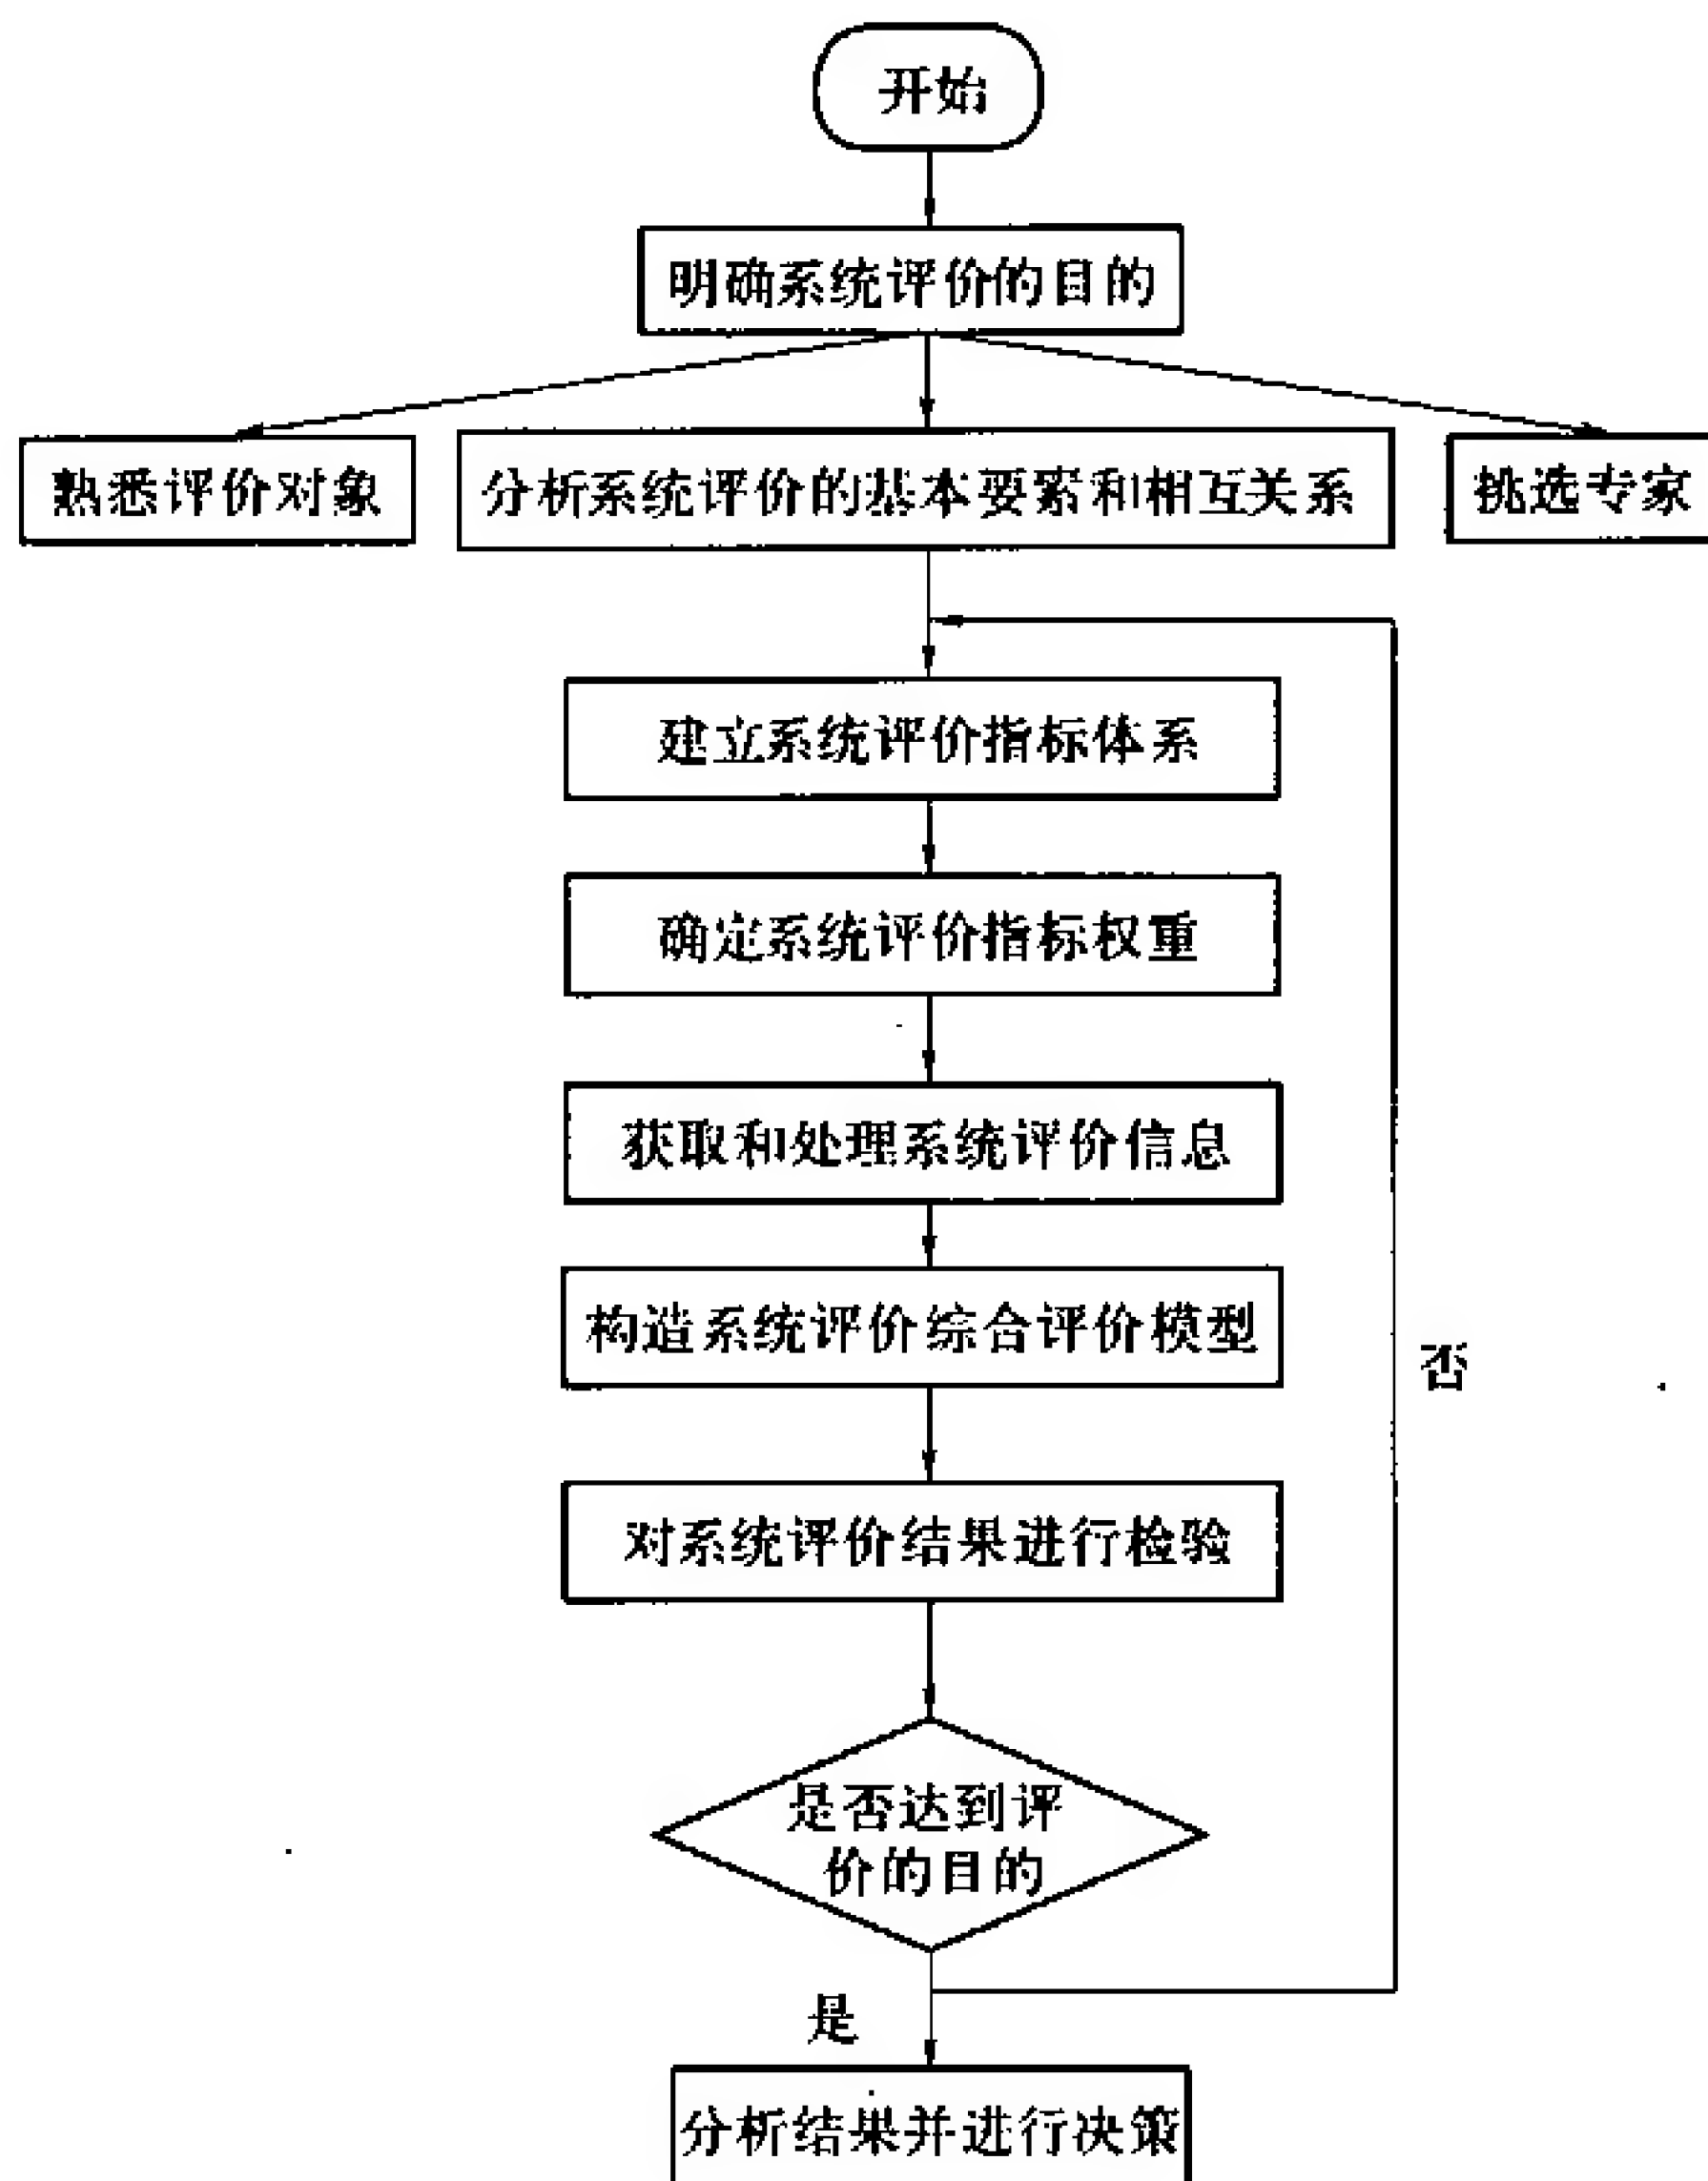 开始
明确系统评价的目的
熟悉评价对象
分析系统评价的基本要素和相互关系
挑选专家
建立系统评价指标体系
确定系统评价指标权重
获取和处理系统评价信息
构造系统评价综合评价模型
否
对系统评价结果进行检验
是否达到评
价的目的
是
分析结果并进行决策